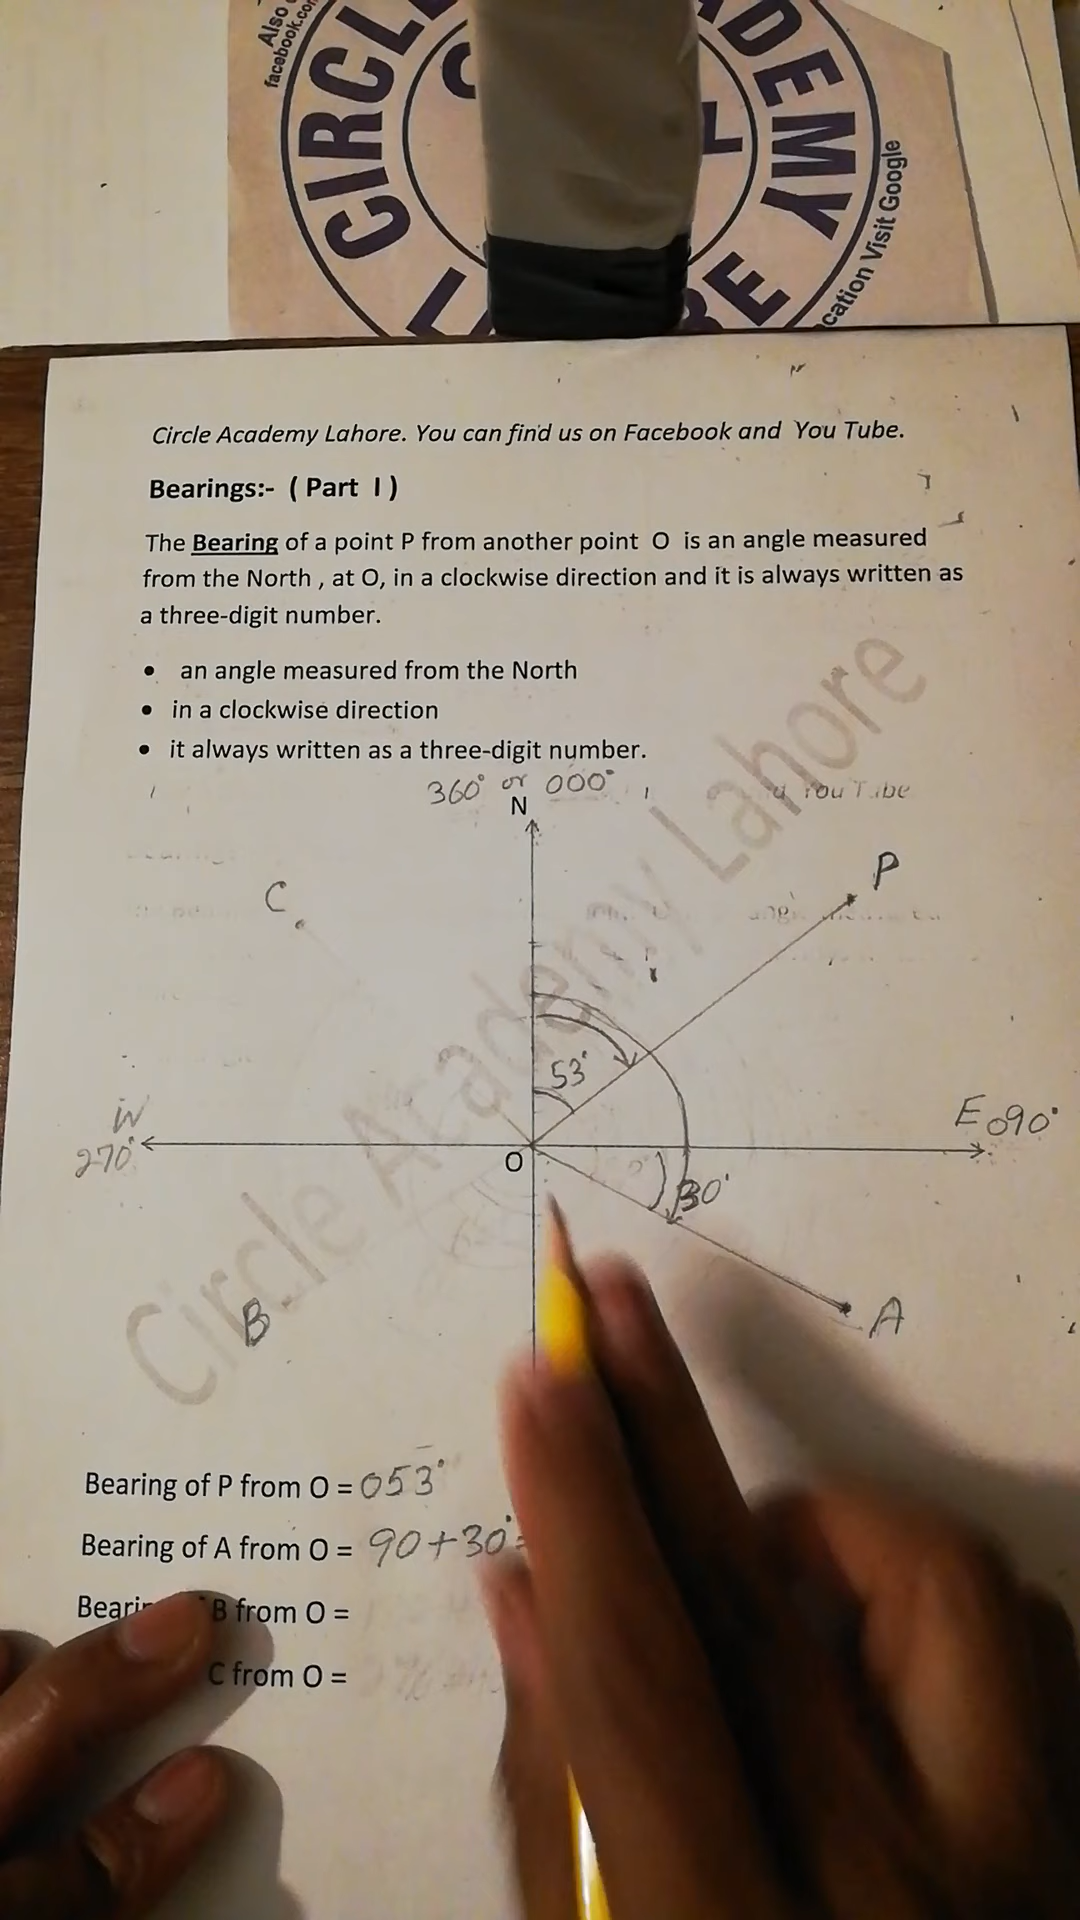 Also
facebook.co
CIRCLE
ADEMY
cation Visit Google
Circle Academy Lahore. You can find us on Facebook and You Tube.
Bearings:- ( Part I )
The Bearing of a point P from another point O is an angle measured
from the North , at O, in a clockwise direction and it is always written as
a three-digit number.
• an angle measured from the North
• in a clockwise direction
• it always written as a three-digit number.
360° or 000°
N
C
P
53°
W
270°
E 090°
O
30°
B
A
Circle Academy Lahore
Bearing of P from O = 053°
Bearing of A from O = 90+30°=
B from O =
C from O =